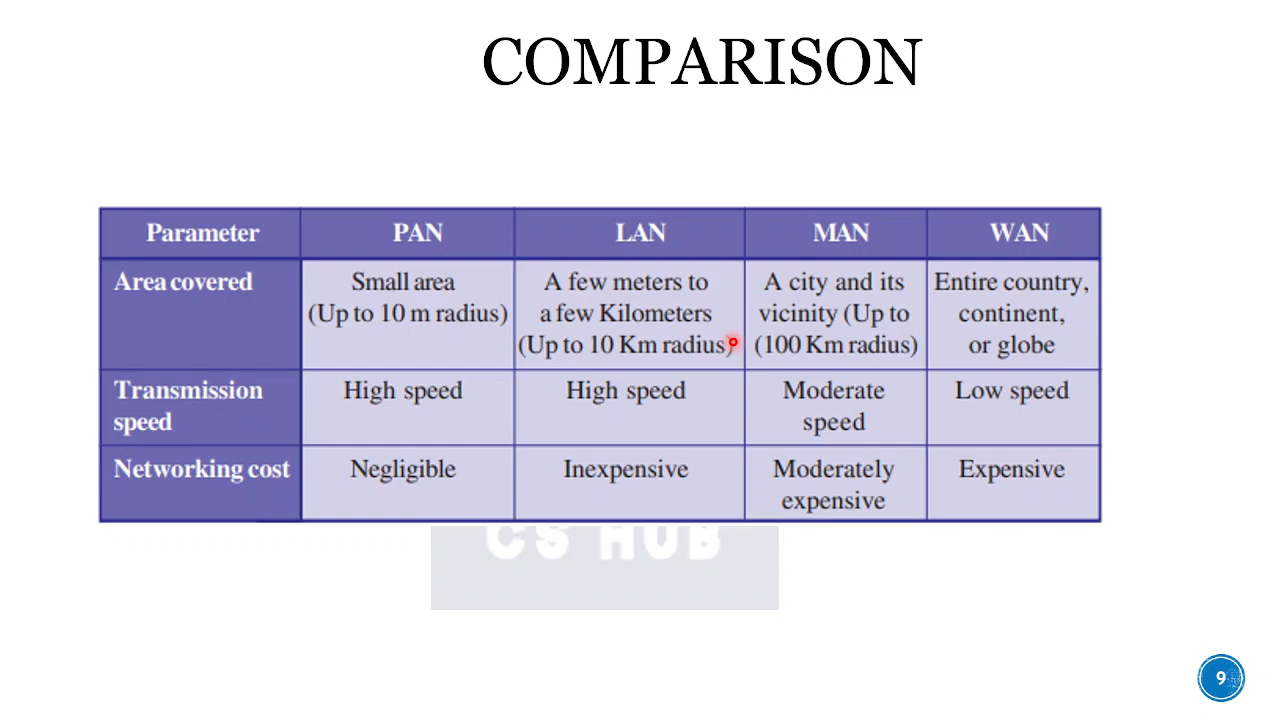 COMPARISON
Parameter PAN LAN MAN WAN
Area covered Small area A few meters to A city and its Entire country,
(Up to 10 m radius) a few Kilometers vicinity (Up to continent,
(Up to 10 Km radius) (100 Km radius) or globe
Transmission High speed High speed Moderate Low speed
speed speed
Networking cost Negligible Inexpensive Moderately Expensive
expensive
CS HUB
9